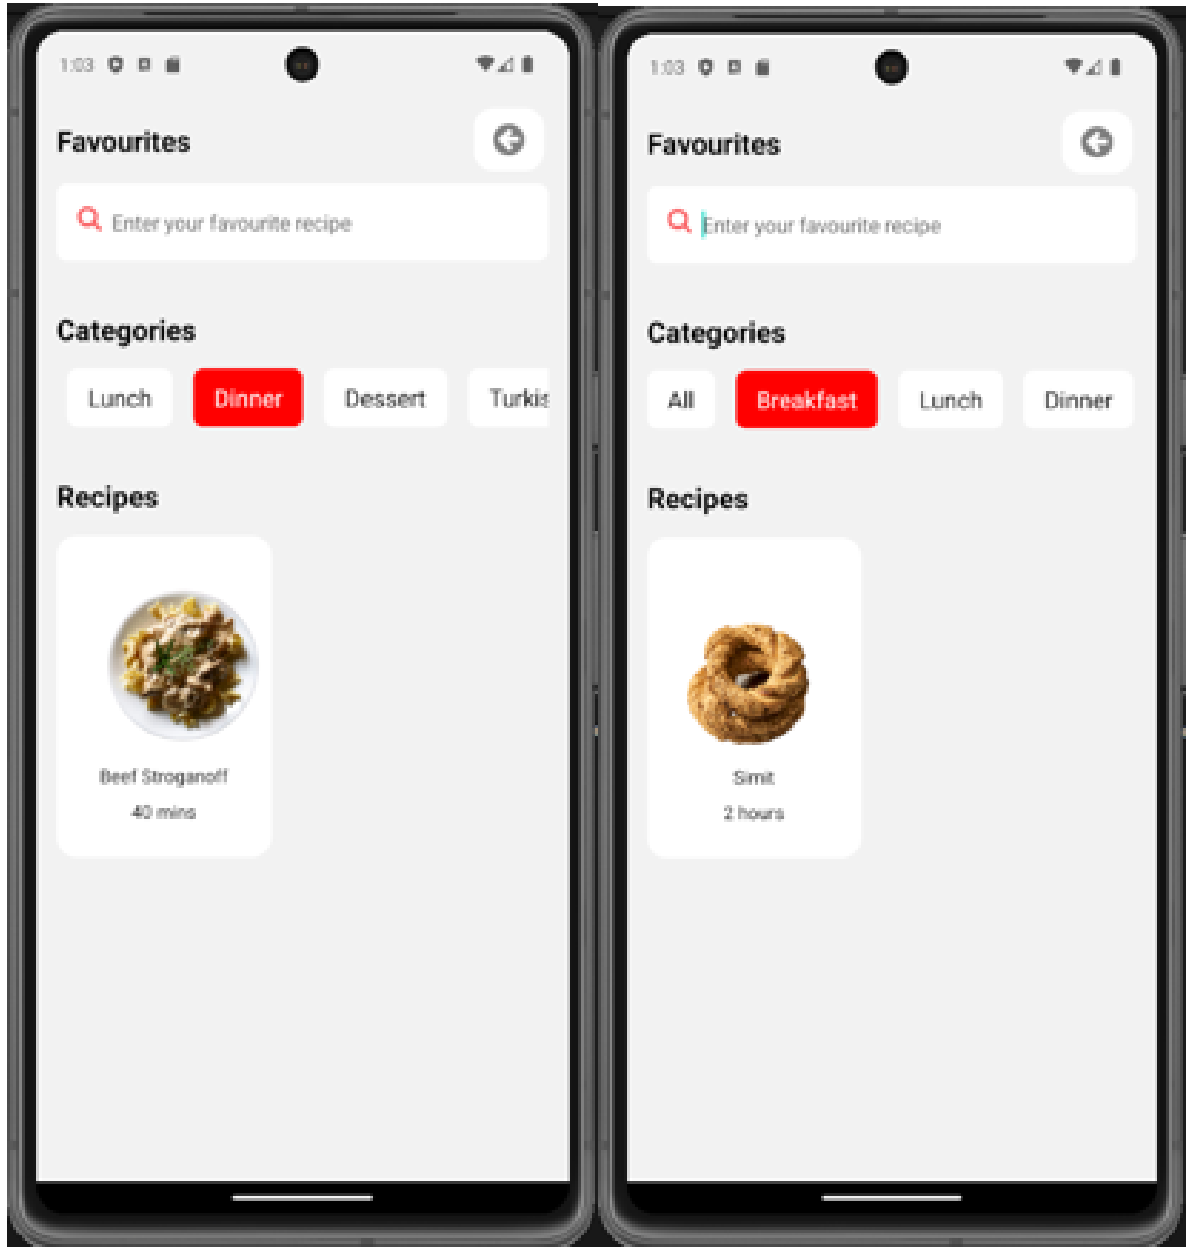 1:03
Favourites
Enter your favourite recipe
Categories
Lunch Dinner Dessert Turkis
Recipes
Beef Stroganoff
40 mins
1:03
Favourites
Enter your favourite recipe
Categories
All Breakfast Lunch Dinner
Recipes
Simit
2 hours